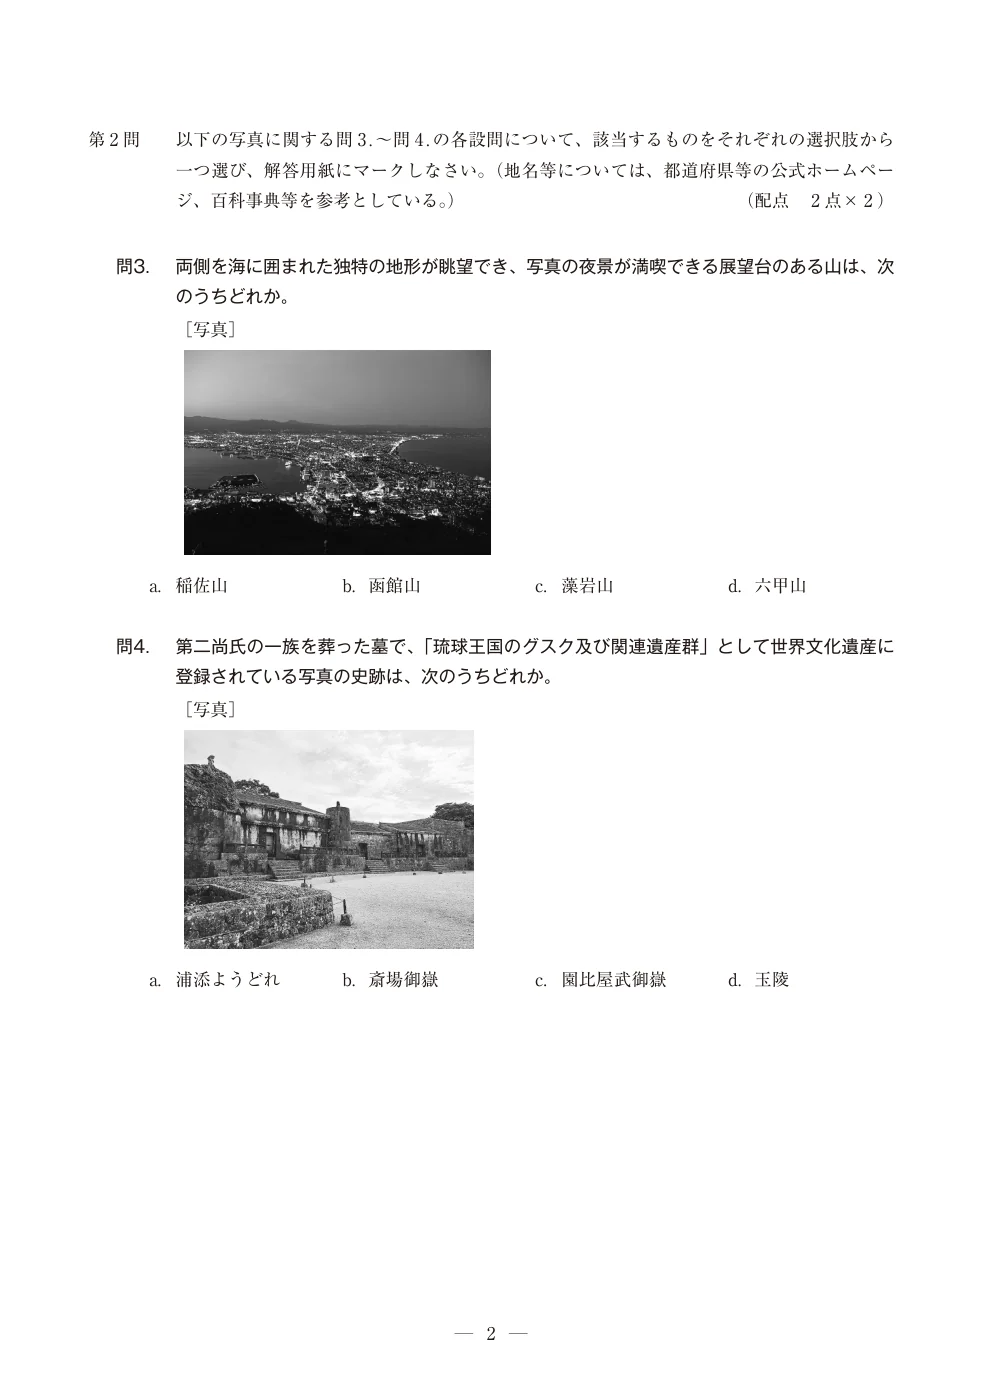 第２問　以下の写真に関する問３.～問４.の各設問について、該当するものをそれぞれの選択肢から
一つ選び、解答用紙にマークしなさい。（地名等については、都道府県等の公式ホームペー
ジ、百科事典等を参考としている。）　（配点　２点×２）
問3.　両側を海に囲まれた独特の地形が眺望でき、写真の夜景が満喫できる展望台のある山は、次
のうちどれか。
［写真］
a. 稲佐山　b. 函館山　c. 藻岩山　d. 六甲山
問4.　第二尚氏の一族を葬った墓で、「琉球王国のグスク及び関連遺産群」として世界文化遺産に
登録されている写真の史跡は、次のうちどれか。
［写真］
a. 浦添ようどれ　b. 斎場御嶽　c. 園比屋武御嶽　d. 玉陵
― 2 ―